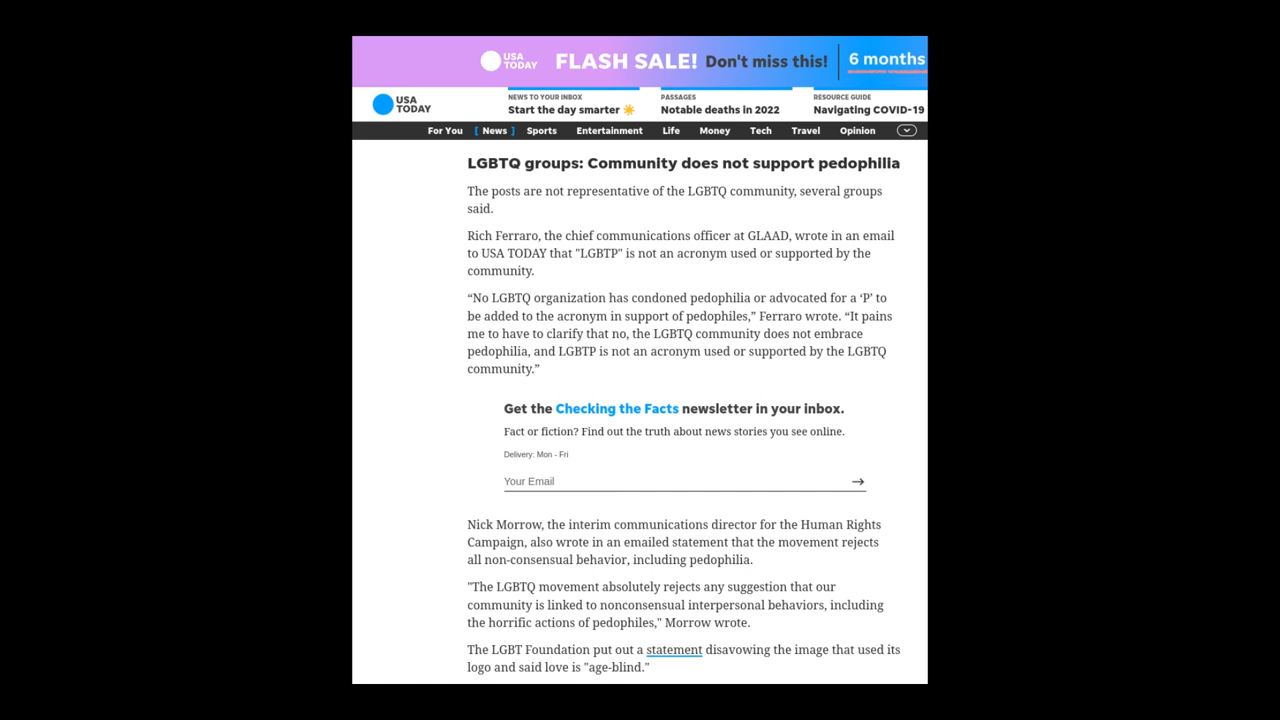 USA TODAY
FLASH SALE! Don't miss this! 6 months
USA TODAY
NEWS TO YOUR INBOX
Start the day smarter ☀️
PASSAGES
Notable deaths in 2022
RESOURCE GUIDE
Navigating COVID-19
For You [ News ] Sports Entertainment Life Money Tech Travel Opinion
LGBTQ groups: Community does not support pedophilia
The posts are not representative of the LGBTQ community, several groups
said.
Rich Ferraro, the chief communications officer at GLAAD, wrote in an email
to USA TODAY that "LGBTP" is not an acronym used or supported by the
community.
“No LGBTQ organization has condoned pedophilia or advocated for a ‘P’ to
be added to the acronym in support of pedophiles,” Ferraro wrote. “It pains
me to have to clarify that no, the LGBTQ community does not embrace
pedophilia, and LGBTP is not an acronym used or supported by the LGBTQ
community.”
Get the Checking the Facts newsletter in your inbox.
Fact or fiction? Find out the truth about news stories you see online.
Delivery: Mon - Fri
Your Email
Nick Morrow, the interim communications director for the Human Rights
Campaign, also wrote in an emailed statement that the movement rejects
all non-consensual behavior, including pedophilia.
"The LGBTQ movement absolutely rejects any suggestion that our
community is linked to nonconsensual interpersonal behaviors, including
the horrific actions of pedophiles," Morrow wrote.
The LGBT Foundation put out a statement disavowing the image that used its
logo and said love is "age-blind."